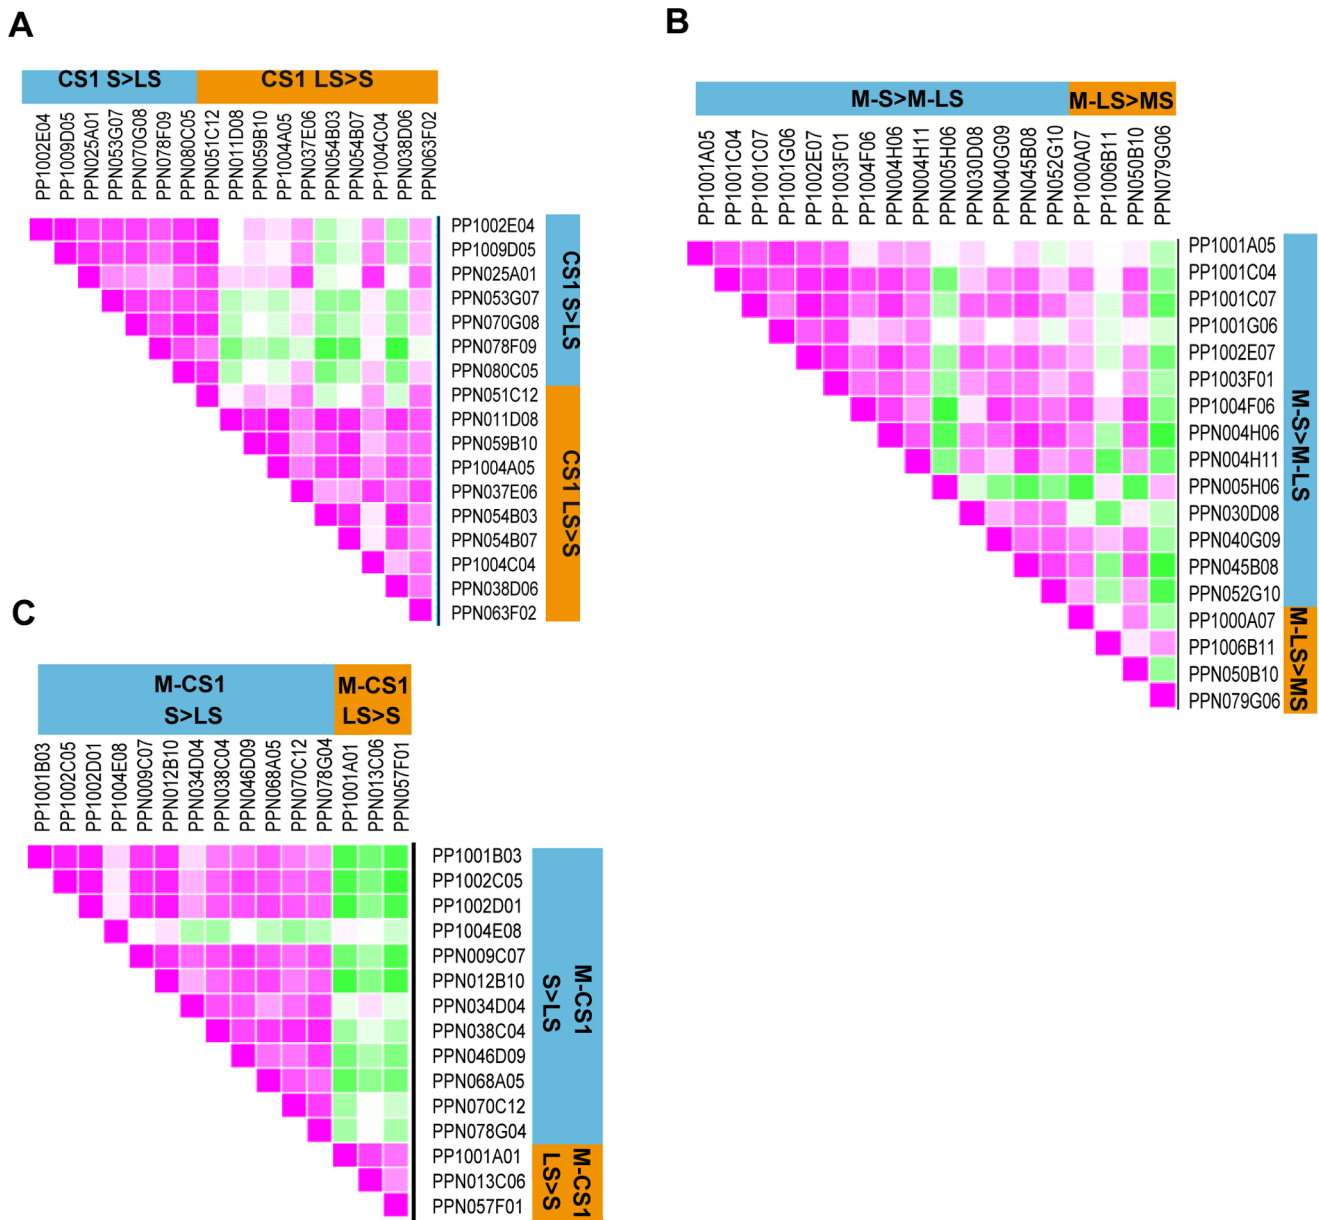 A
CS1 S>LS
CS1 LS>S
PP1002E04
PP1009D05
PPN025A01
PPN053G07
PPN070G08
PPN078F09
PPN080C05
PPN051C12
PPN011D08
PPN059B10
PP1004A05
PPN037E06
PPN054B03
PPN054B07
PP1004C04
PPN038D06
PPN063F02
PP1002E04
PP1009D05
PPN025A01
PPN053G07
PPN070G08
PPN078F09
PPN080C05
PPN051C12
PPN011D08
PPN059B10
PP1004A05
PPN037E06
PPN054B03
PPN054B07
PP1004C04
PPN038D06
PPN063F02
CS1 S>LS
CS1 LS>S
B
M-S>M-LS
M-LS>MS
PP1001A05
PP1001C04
PP1001C07
PP1001G06
PP1002E07
PP1003F01
PP1004F06
PPN004H06
PPN004H11
PPN005H06
PPN030D08
PPN040G09
PPN045B08
PPN052G10
PP1000A07
PP1006B11
PPN050B10
PPN079G06
PP1001A05
PP1001C04
PP1001C07
PP1001G06
PP1002E07
PP1003F01
PP1004F06
PPN004H06
PPN004H11
PPN005H06
PPN030D08
PPN040G09
PPN045B08
PPN052G10
PP1000A07
PP1006B11
PPN050B10
PPN079G06
M-S>M-LS
M-LS>MS
C
M-CS1
S>LS
M-CS1
LS>S
PP1001B03
PP1002C05
PP1002D01
PP1004E08
PPN009C07
PPN012B10
PPN034D04
PPN038C04
PPN046D09
PPN068A05
PPN070C12
PPN078G04
PP1001A01
PPN013C06
PPN057F01
PP1001B03
PP1002C05
PP1002D01
PP1004E08
PPN009C07
PPN012B10
PPN034D04
PPN038C04
PPN046D09
PPN068A05
PPN070C12
PPN078G04
PP1001A01
PPN013C06
PPN057F01
M-CS1
S>LS
M-CS1
LS>S